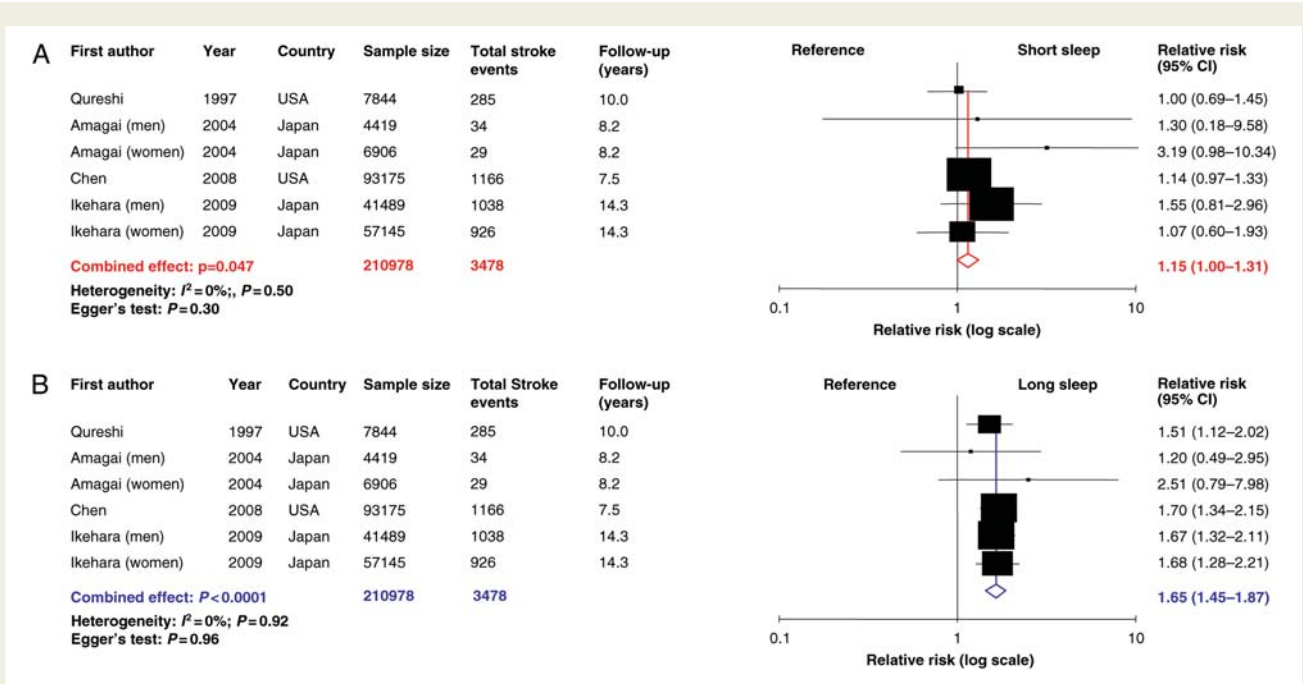 A First author Year Country Sample size Total stroke events Follow-up (years) Reference Short sleep Relative risk (95% CI)
Qureshi 1997 USA 7844 285 10.0 1.00 (0.69–1.45)
Amagai (men) 2004 Japan 4419 34 8.2 1.30 (0.18–9.58)
Amagai (women) 2004 Japan 6906 29 8.2 3.19 (0.98–10.34)
Chen 2008 USA 93175 1166 7.5 1.14 (0.97–1.33)
Ikehara (men) 2009 Japan 41489 1038 14.3 1.55 (0.81–2.96)
Ikehara (women) 2009 Japan 57145 926 14.3 1.07 (0.60–1.93)
Combined effect: p=0.047 210978 3478 1.15 (1.00–1.31)
Heterogeneity: I²=0%;, P=0.50
Egger's test: P=0.30
0.1 1 10
Relative risk (log scale)
B First author Year Country Sample size Total Stroke events Follow-up (years) Reference Long sleep Relative risk (95% CI)
Qureshi 1997 USA 7844 285 10.0 1.51 (1.12–2.02)
Amagai (men) 2004 Japan 4419 34 8.2 1.20 (0.49–2.95)
Amagai (women) 2004 Japan 6906 29 8.2 2.51 (0.79–7.98)
Chen 2008 USA 93175 1166 7.5 1.70 (1.34–2.15)
Ikehara (men) 2009 Japan 41489 1038 14.3 1.67 (1.32–2.11)
Ikehara (women) 2009 Japan 57145 926 14.3 1.68 (1.28–2.21)
Combined effect: P<0.0001 210978 3478 1.65 (1.45–1.87)
Heterogeneity: I²=0%; P=0.92
Egger's test: P=0.96
0.1 1 10
Relative risk (log scale)